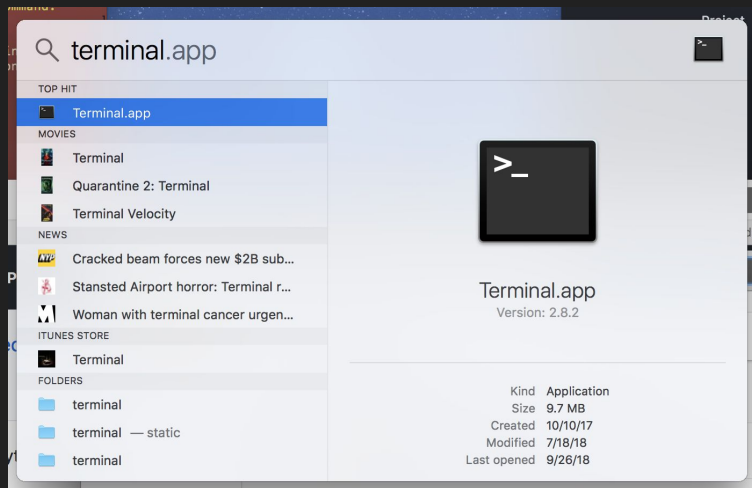 Project
terminal.app
TOP HIT
Terminal.app
MOVIES
Terminal
Quarantine 2: Terminal
Terminal Velocity
NEWS
Cracked beam forces new $2B sub...
Stansted Airport horror: Terminal r...
Woman with terminal cancer urgen...
ITUNES STORE
Terminal
FOLDERS
terminal
terminal — static
terminal
>_
Terminal.app
Version: 2.8.2
Kind Application
Size 9.7 MB
Created 10/10/17
Modified 7/18/18
Last opened 9/26/18